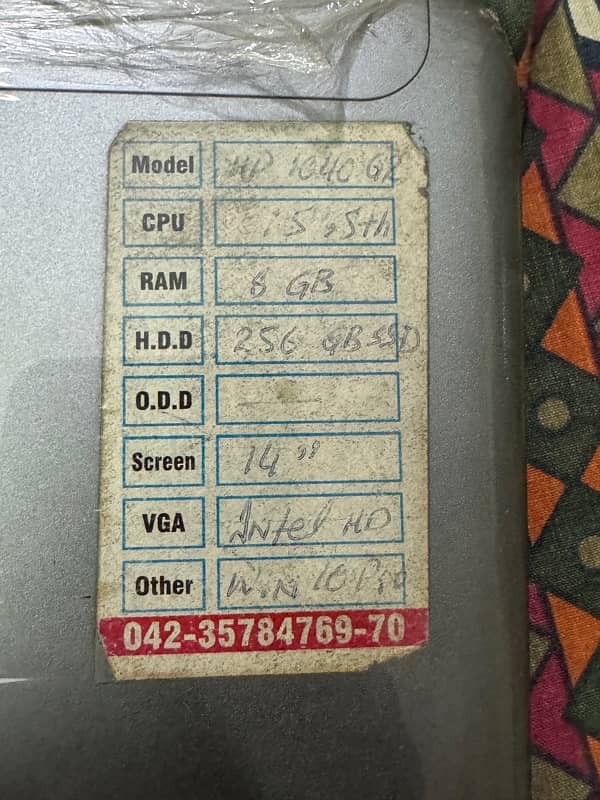 Model HP 1040 G2
CPU i5, 5th
RAM 8 GB
H.D.D 256 GB SSD
O.D.D —
Screen 14"
VGA Intel HD
Other Win 10 Pro
042-35784769-70